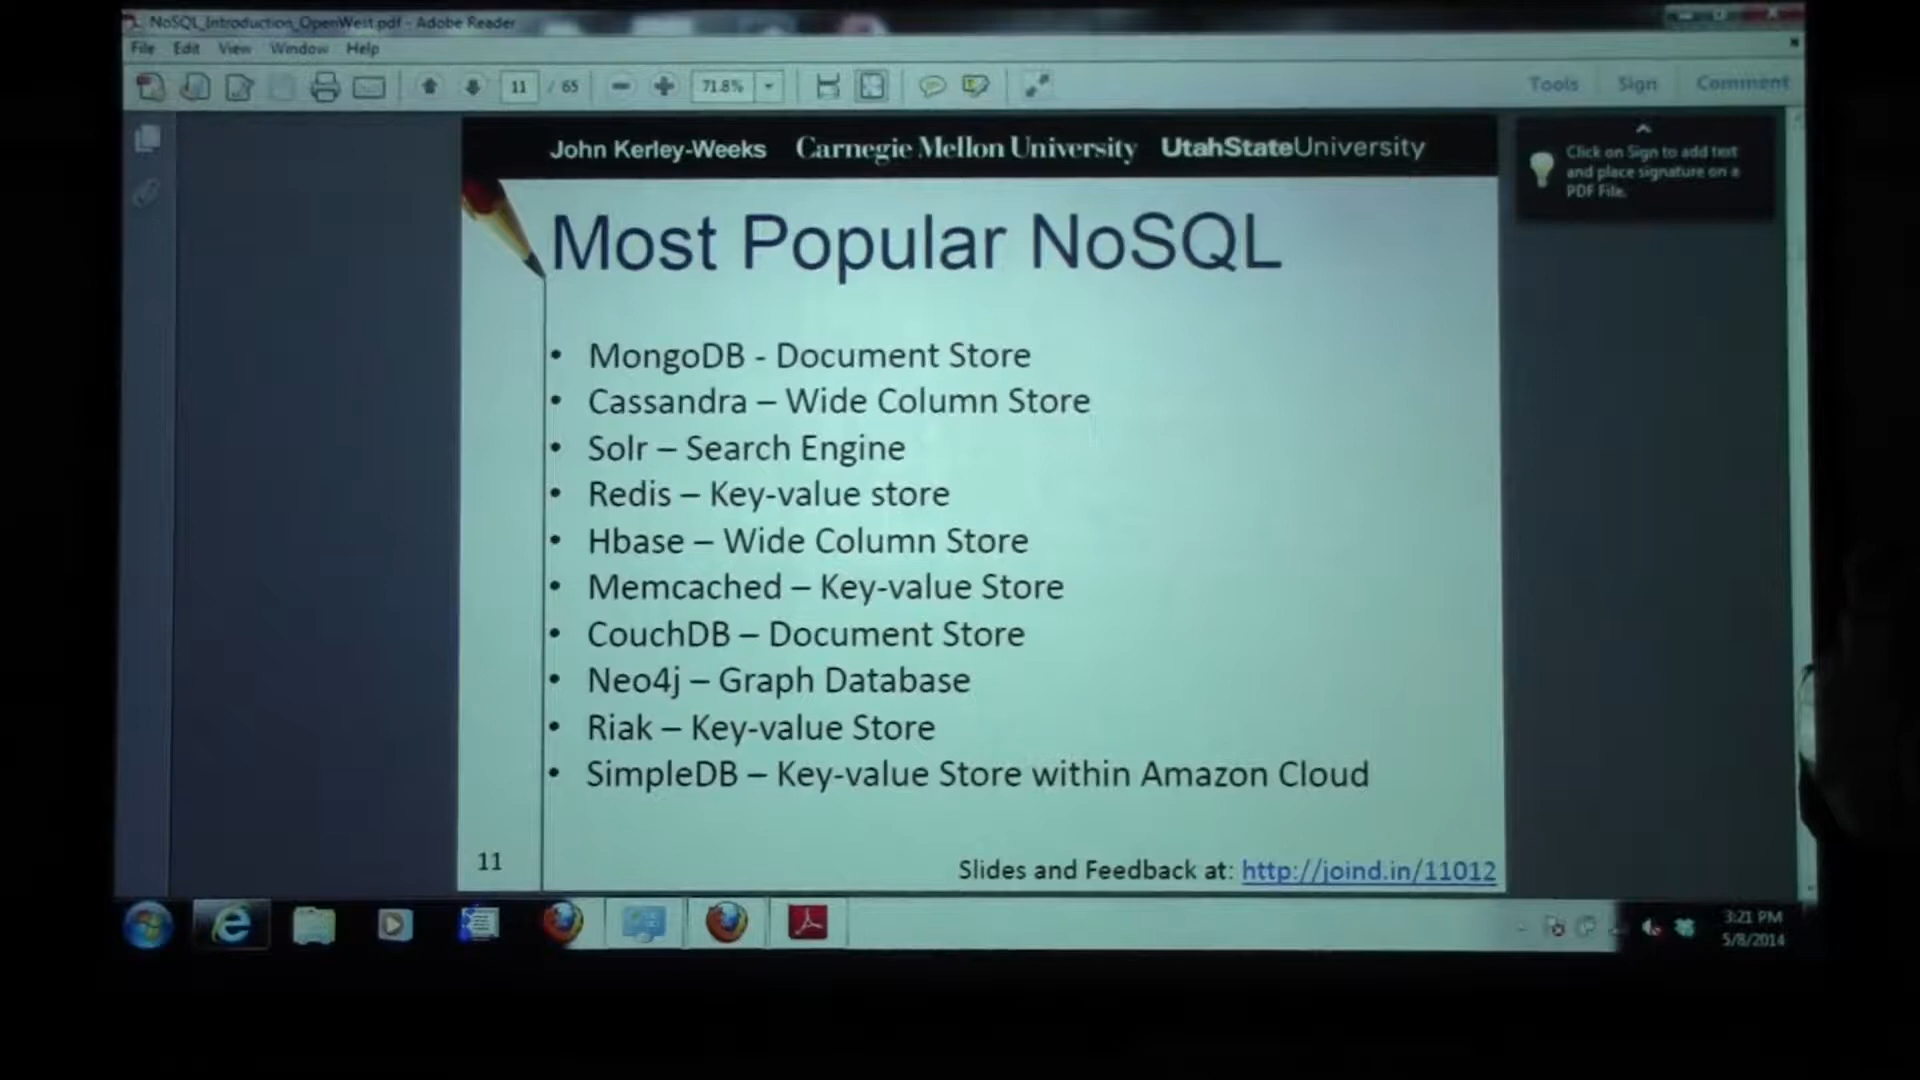 NoSQL_Introduction_OpenWest.pdf - Adobe Reader
File Edit View Window Help
11 / 65 71.8% Tools Sign Comment
John Kerley-Weeks Carnegie Mellon University UtahStateUniversity
Click on Sign to add text
and place signature on a
PDF File.
Most Popular NoSQL
• MongoDB - Document Store
• Cassandra – Wide Column Store
• Solr – Search Engine
• Redis – Key-value store
• Hbase – Wide Column Store
• Memcached – Key-value Store
• CouchDB – Document Store
• Neo4j – Graph Database
• Riak – Key-value Store
• SimpleDB – Key-value Store within Amazon Cloud
11
Slides and Feedback at: http://joind.in/11012
3:21 PM
5/8/2014